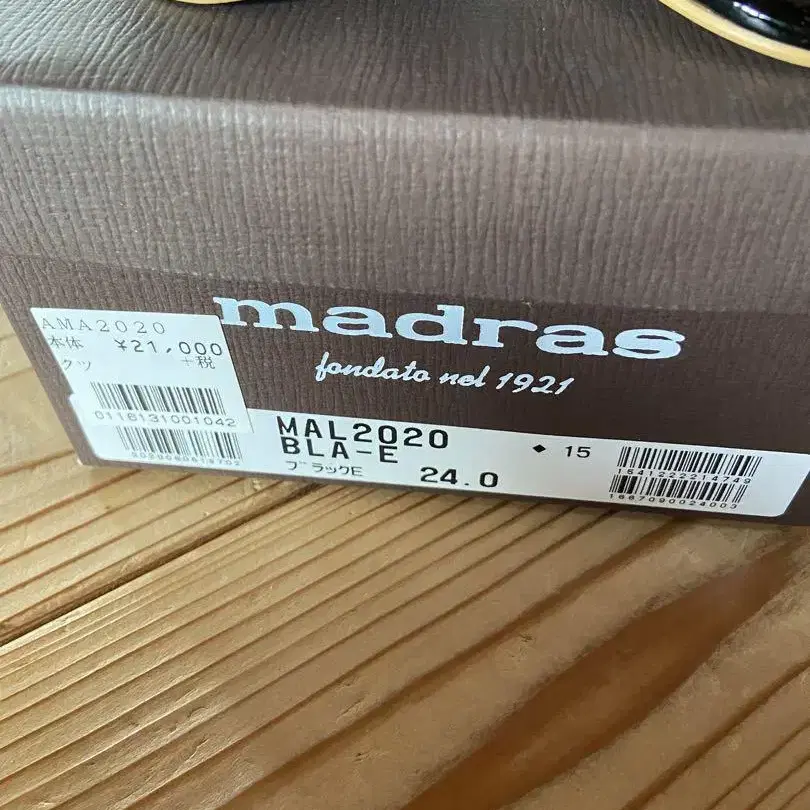 madras
fondato nel 1921
AMA2020
本体 ¥21,000
+税
クツ
0116131001042
MAL2020
BLA-E
ブラックE
24.0
◆ 15
1541222214749
1667090024003